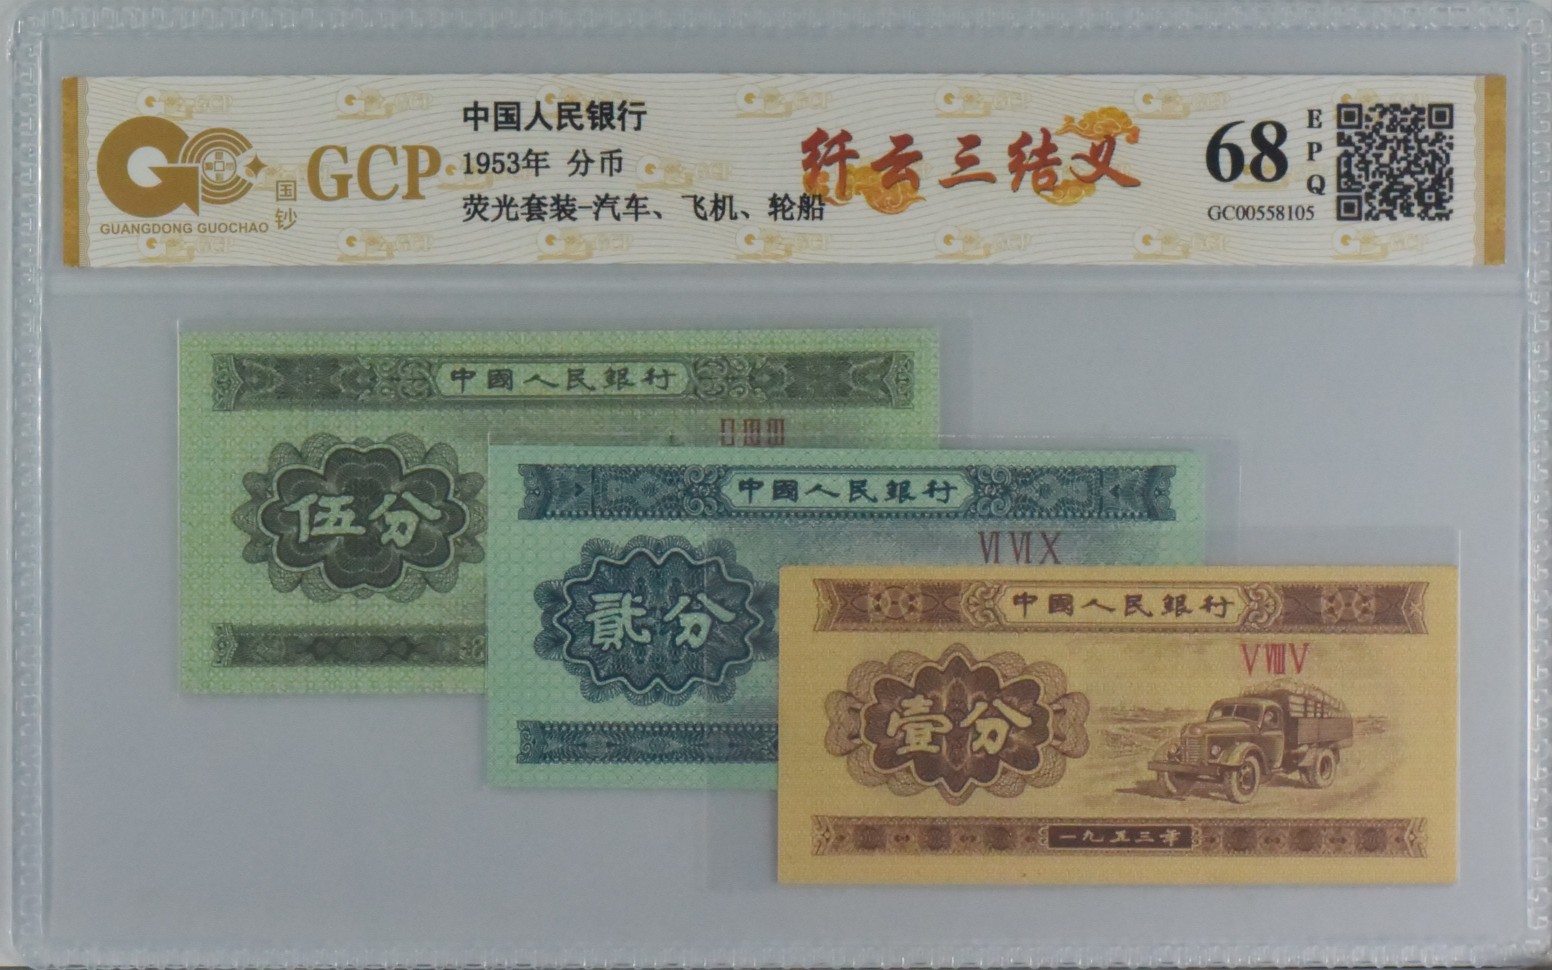 GUANGDONG GUOCHAO
国钞
GCP
中国人民银行
1953年 分币
荧光套装-汽车、飞机、轮船
纤云三结义
68
EPQ
GC00558105
中國人民銀行
伍分
中國人民銀行
VI VI X
貳分
中國人民銀行
V VIII V
壹分
一九五三年